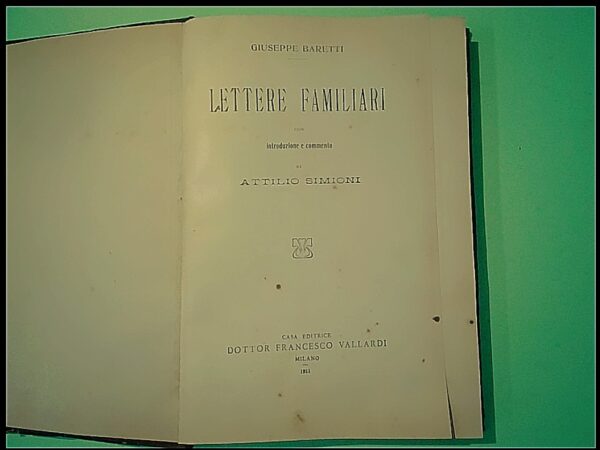 GIUSEPPE BARETTI
LETTERE FAMILIARI
CON
introduzione e commento
DI
ATTILIO SIMIONI
CASA EDITRICE
DOTTOR FRANCESCO VALLARDI
MILANO